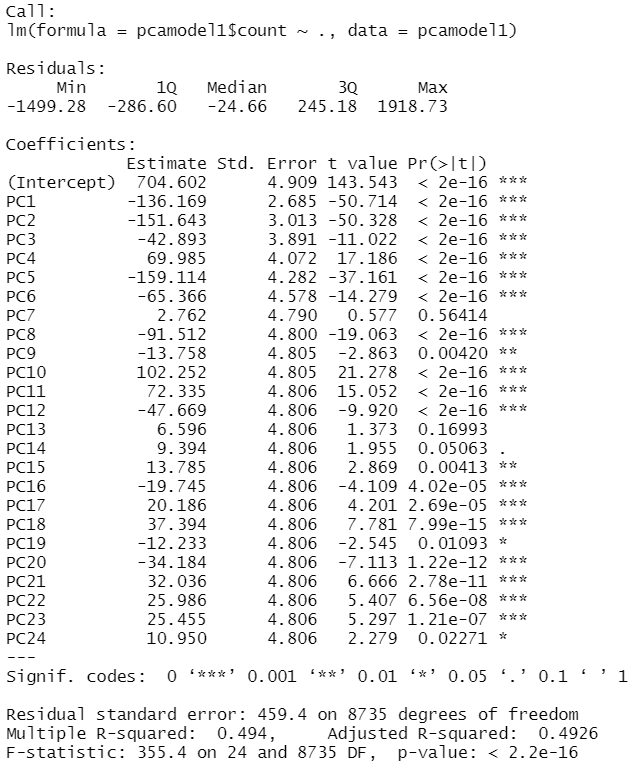 Call:
lm(formula = pcamodel1$count ~ ., data = pcamodel1)
Residuals:
Min 1Q Median 3Q Max
-1499.28 -286.60 -24.66 245.18 1918.73
Coefficients:
Estimate Std. Error t value Pr(>|t|)
(Intercept) 704.602 4.909 143.543 < 2e-16 ***
PC1 -136.169 2.685 -50.714 < 2e-16 ***
PC2 -151.643 3.013 -50.328 < 2e-16 ***
PC3 -42.893 3.891 -11.022 < 2e-16 ***
PC4 69.985 4.072 17.186 < 2e-16 ***
PC5 -159.114 4.282 -37.161 < 2e-16 ***
PC6 -65.366 4.578 -14.279 < 2e-16 ***
PC7 2.762 4.790 0.577 0.56414
PC8 -91.512 4.800 -19.063 < 2e-16 ***
PC9 -13.758 4.805 -2.863 0.00420 **
PC10 102.252 4.805 21.278 < 2e-16 ***
PC11 72.335 4.806 15.052 < 2e-16 ***
PC12 -47.669 4.806 -9.920 < 2e-16 ***
PC13 6.596 4.806 1.373 0.16993
PC14 9.394 4.806 1.955 0.05063 .
PC15 13.785 4.806 2.869 0.00413 **
PC16 -19.745 4.806 -4.109 4.02e-05 ***
PC17 20.186 4.806 4.201 2.69e-05 ***
PC18 37.394 4.806 7.781 7.99e-15 ***
PC19 -12.233 4.806 -2.545 0.01093 *
PC20 -34.184 4.806 -7.113 1.22e-12 ***
PC21 32.036 4.806 6.666 2.78e-11 ***
PC22 25.986 4.806 5.407 6.56e-08 ***
PC23 25.455 4.806 5.297 1.21e-07 ***
PC24 10.950 4.806 2.279 0.02271 *
---
Signif. codes: 0 ‘***’ 0.001 ‘**’ 0.01 ‘*’ 0.05 ‘.’ 0.1 ‘ ’ 1
Residual standard error: 459.4 on 8735 degrees of freedom
Multiple R-squared: 0.494, Adjusted R-squared: 0.4926
F-statistic: 355.4 on 24 and 8735 DF, p-value: < 2.2e-16